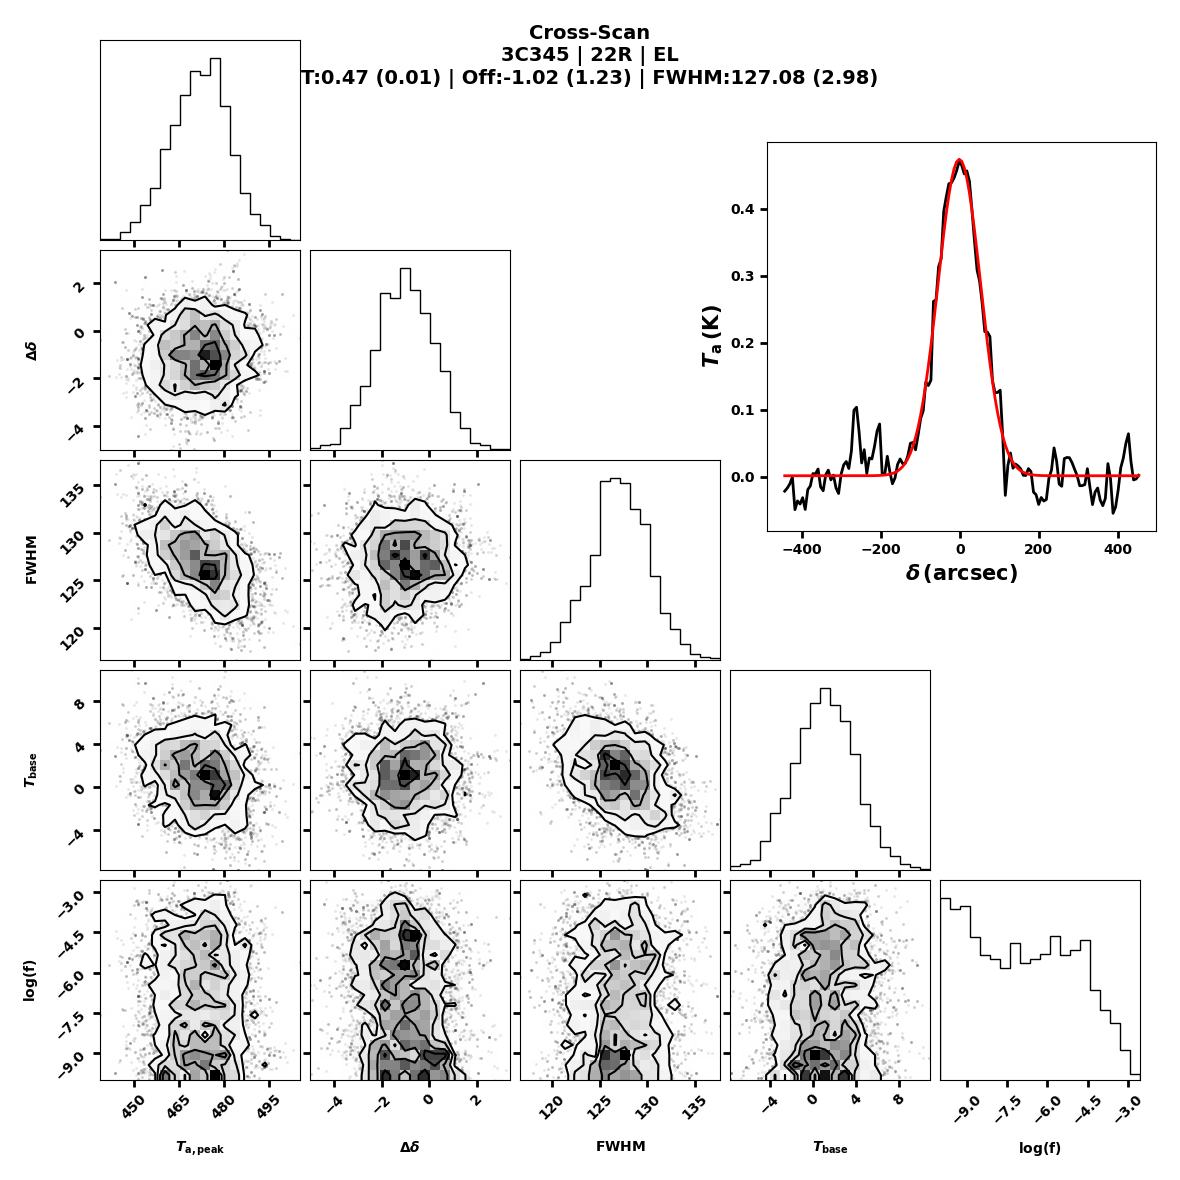 Cross-Scan
3C345 | 22R | EL
T:0.47 (0.01) | Off:-1.02 (1.23) | FWHM:127.08 (2.98)
0.4
0.3
0.2
0.1
0.0
T_a (K)
−400 −200 0 200 400
δ (arcsec)
2
0
−2
−4
Δδ
135
130
125
120
FWHM
8
4
0
−4
T_base
−3.0
−4.5
−6.0
−7.5
−9.0
log(f)
450 465 480 495 −4 −2 0 2 120 125 130 135 −4 0 4 8 −9.0 −7.5 −6.0 −4.5 −3.0
T_a,peak Δδ FWHM T_base log(f)